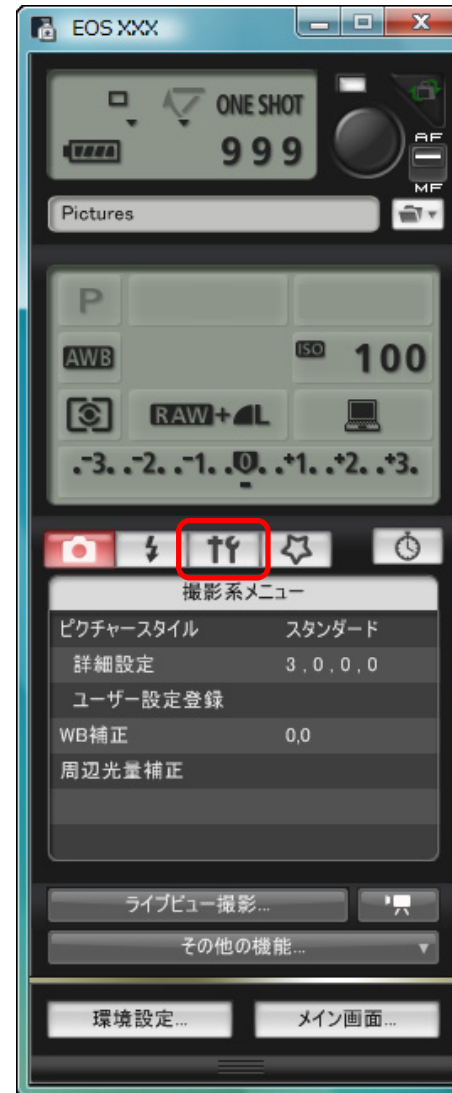 EOS XXX
ONE SHOT
999
AF
MF
Pictures
P
AWB
ISO 100
RAW+L
.-3. .-2. .-1. .0. .+1. .+2. .+3.
撮影系メニュー
ピクチャースタイル スタンダード
詳細設定 3,0,0,0
ユーザー設定登録
WB補正 0,0
周辺光量補正
ライブビュー撮影...
その他の機能...
環境設定... メイン画面...